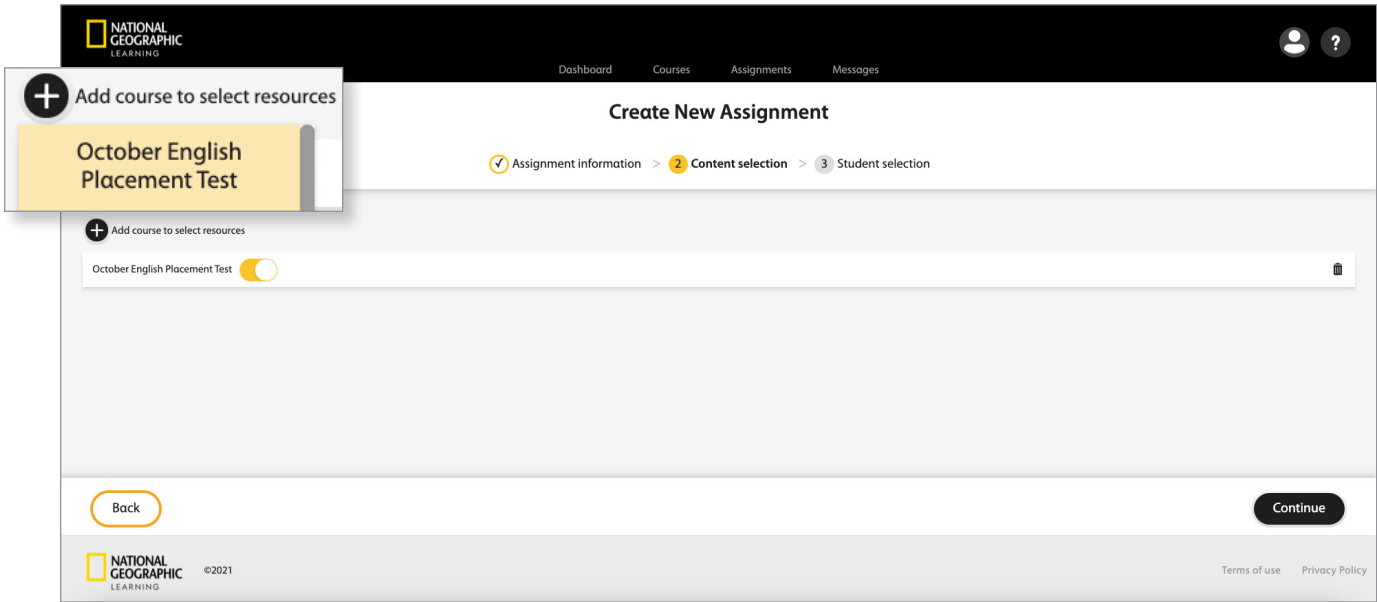 NATIONAL
GEOGRAPHIC
LEARNING
?
Dashboard Courses Assignments Messages
Add course to select resources
October English
Placement Test
Create New Assignment
Assignment information > 2 Content selection > 3 Student selection
Add course to select resources
October English Placement Test
Back Continue
NATIONAL
GEOGRAPHIC
LEARNING
©2021
Terms of use Privacy Policy